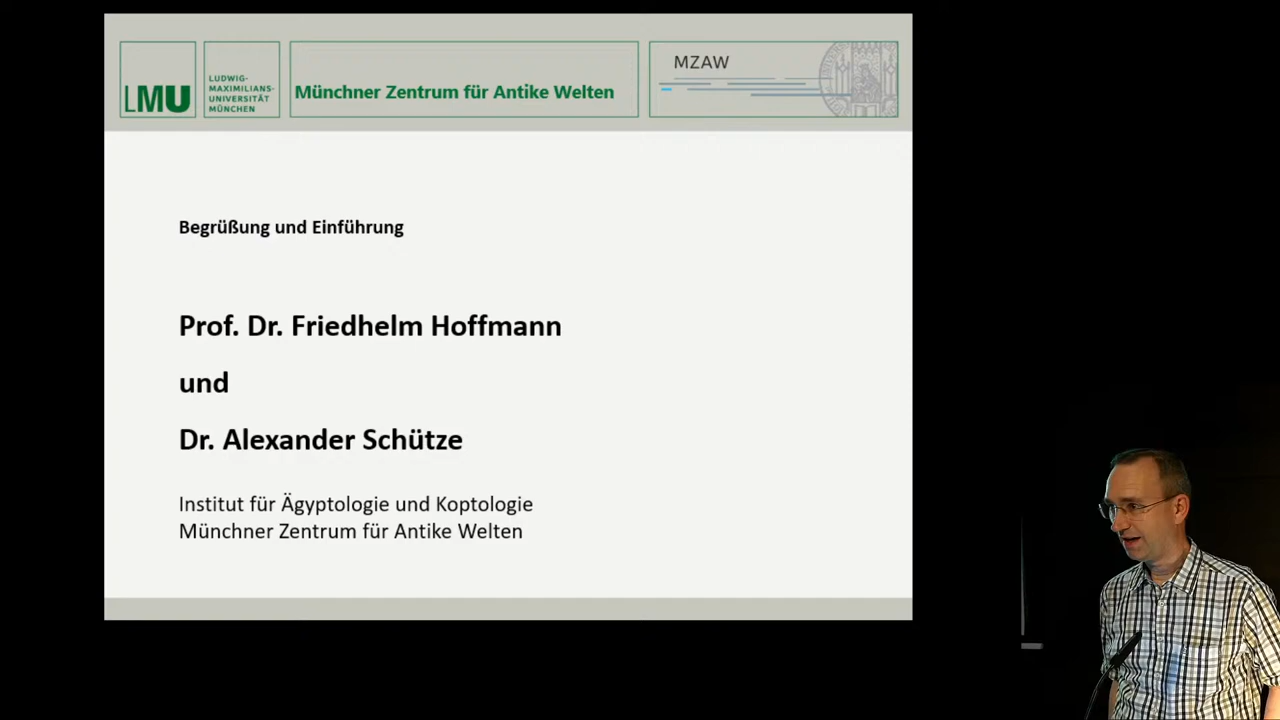 LMU
LUDWIG-
MAXIMILIANS-
UNIVERSITÄT
MÜNCHEN
Münchner Zentrum für Antike Welten
MZAW
Begrüßung und Einführung
Prof. Dr. Friedhelm Hoffmann
und
Dr. Alexander Schütze
Institut für Ägyptologie und Koptologie
Münchner Zentrum für Antike Welten